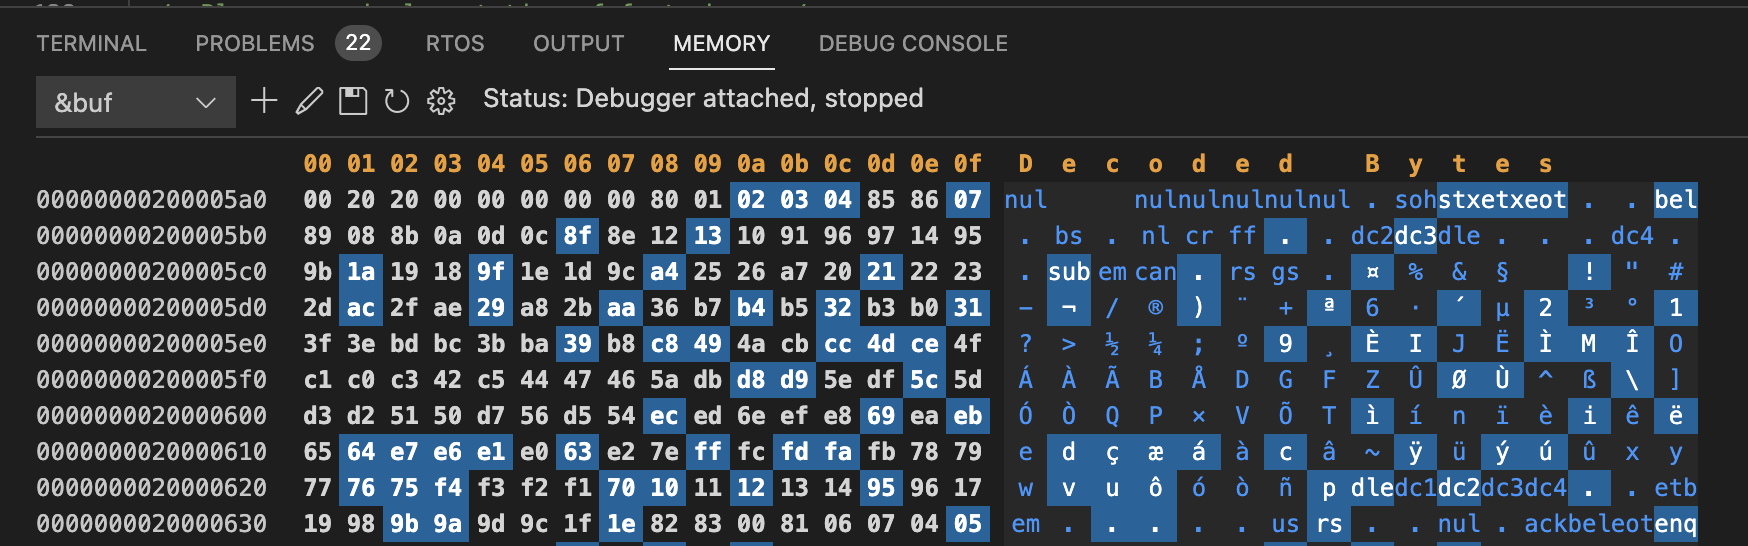 TERMINAL PROBLEMS 22 RTOS OUTPUT MEMORY DEBUG CONSOLE
&buf Status: Debugger attached, stopped
00 01 02 03 04 05 06 07 08 09 0a 0b 0c 0d 0e 0f D e c o d e d B y t e s
00000000200005a0 00 20 20 00 00 00 00 00 80 01 02 03 04 85 86 07 nul nulnulnulnulnul . sohstxetxeot . . bel
00000000200005b0 89 08 8b 0a 0d 0c 8f 8e 12 13 10 91 96 97 14 95 . bs . nl cr ff . . dc2dc3dle . . . dc4 .
00000000200005c0 9b 1a 19 18 9f 1e 1d 9c a4 25 26 a7 20 21 22 23 . sub em can . rs gs . ¤ % & § ! " #
00000000200005d0 2d ac 2f ae 29 a8 2b aa 36 b7 b4 b5 32 b3 b0 31 - ¬ / ® ) ¨ + ª 6 · ´ µ 2 ³ ° 1
00000000200005e0 3f 3e bd bc 3b ba 39 b8 c8 49 4a cb cc 4d ce 4f ? > ½ ¼ ; º 9 ¸ È I J Ë Ì M Î O
00000000200005f0 c1 c0 c3 42 c5 44 47 46 5a db d8 d9 5e df 5c 5d Á À Ã B Å D G F Z Û Ø Ù ^ ß \ ]
0000000020000600 d3 d2 51 50 d7 56 d5 54 ec ed 6e ef e8 69 ea eb Ó Ò Q P × V Õ T ì í n ï è i ê ë
0000000020000610 65 64 e7 e6 e1 e0 63 e2 7e ff fc fd fa fb 78 79 e d ç æ á à c â ~ ÿ ü ý ú û x y
0000000020000620 77 76 75 f4 f3 f2 f1 70 10 11 12 13 14 95 96 17 w v u ô ó ò ñ p dledc1dc2dc3dc4 . . etb
0000000020000630 19 98 9b 9a 9d 9c 1f 1e 82 83 00 81 06 07 04 05 em . . . . . us rs . . nul . ackbeleotenq